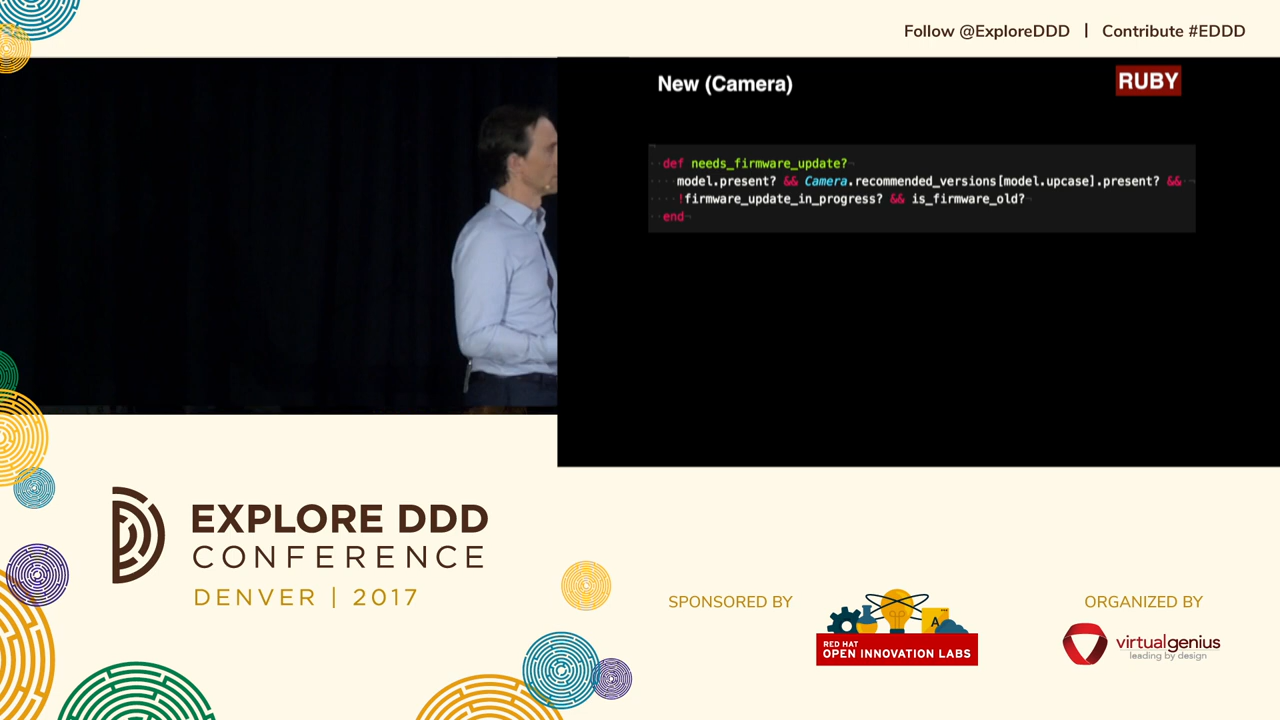 Follow @ExploreDDD | Contribute #EDDD
New (Camera)
RUBY
def needs_firmware_update?
model.present? && Camera.recommended_versions[model.upcase].present? &&
!firmware_update_in_progress? && is_firmware_old?
end
EXPLORE DDD
CONFERENCE
DENVER | 2017
SPONSORED BY
A
RED HAT
OPEN INNOVATION LABS
ORGANIZED BY
virtualgenius
leading by design